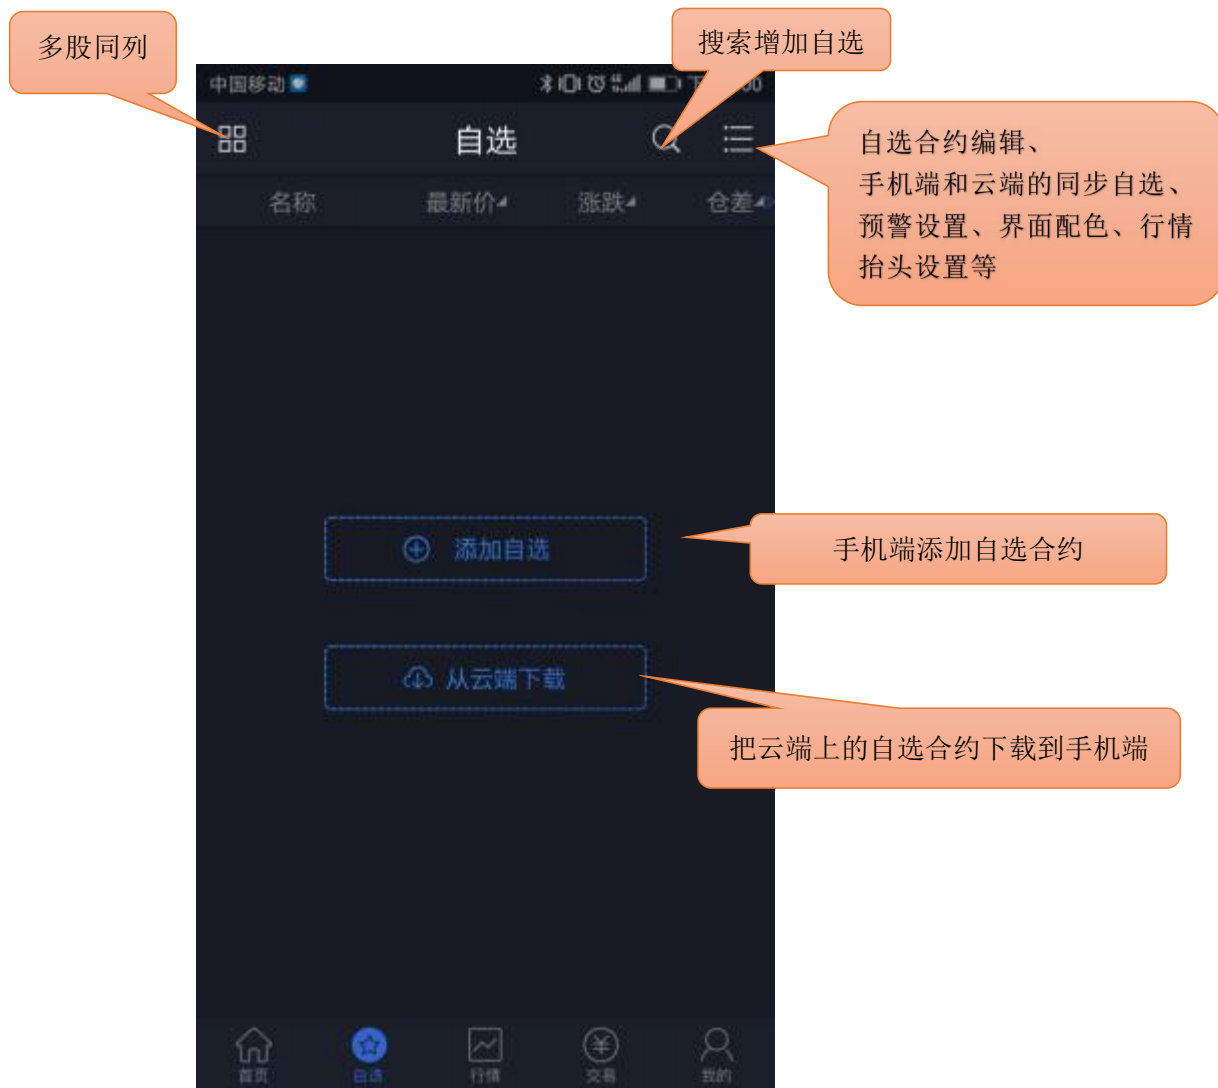 多股同列
搜索增加自选
中国移动
自选
自选合约编辑、
手机端和云端的同步自选、
预警设置、界面配色、行情
抬头设置等
名称 最新价 涨跌 仓差
添加自选
手机端添加自选合约
从云端下载
把云端上的自选合约下载到手机端
首页 自选 行情 交易 我的